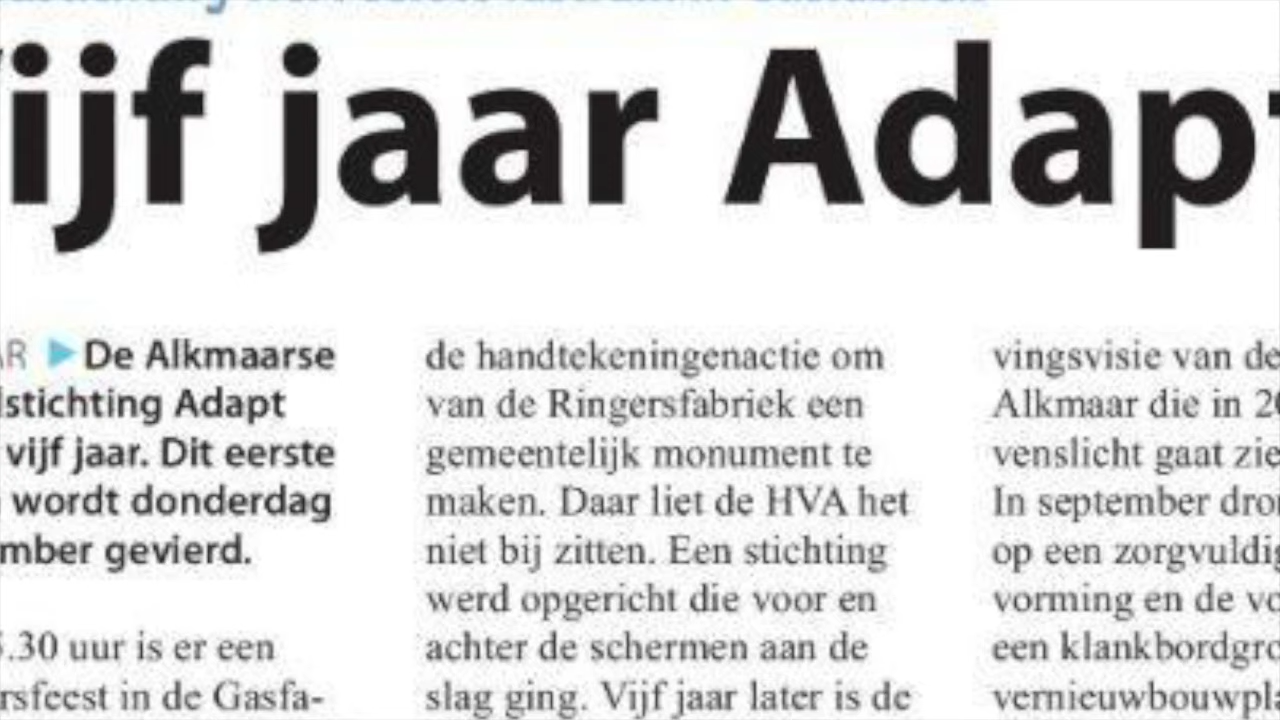 ijf jaar Adapt
AR ▶ De Alkmaarse
stichting Adapt
vijf jaar. Dit eerste
wordt donderdag
mber gevierd.
.30 uur is er een
rsfeest in de Gasfa-
de handtekeningenactie om
van de Ringersfabriek een
gemeentelijk monument te
maken. Daar liet de HVA het
niet bij zitten. Een stichting
werd opgericht die voor en
achter de schermen aan de
slag ging. Vijf jaar later is de
vingsvisie van de
Alkmaar die in 20
venslicht gaat zie
In september dro
op een zorgvuldig
vorming en de vo
een klankbordgro
vernieuwbouwpla